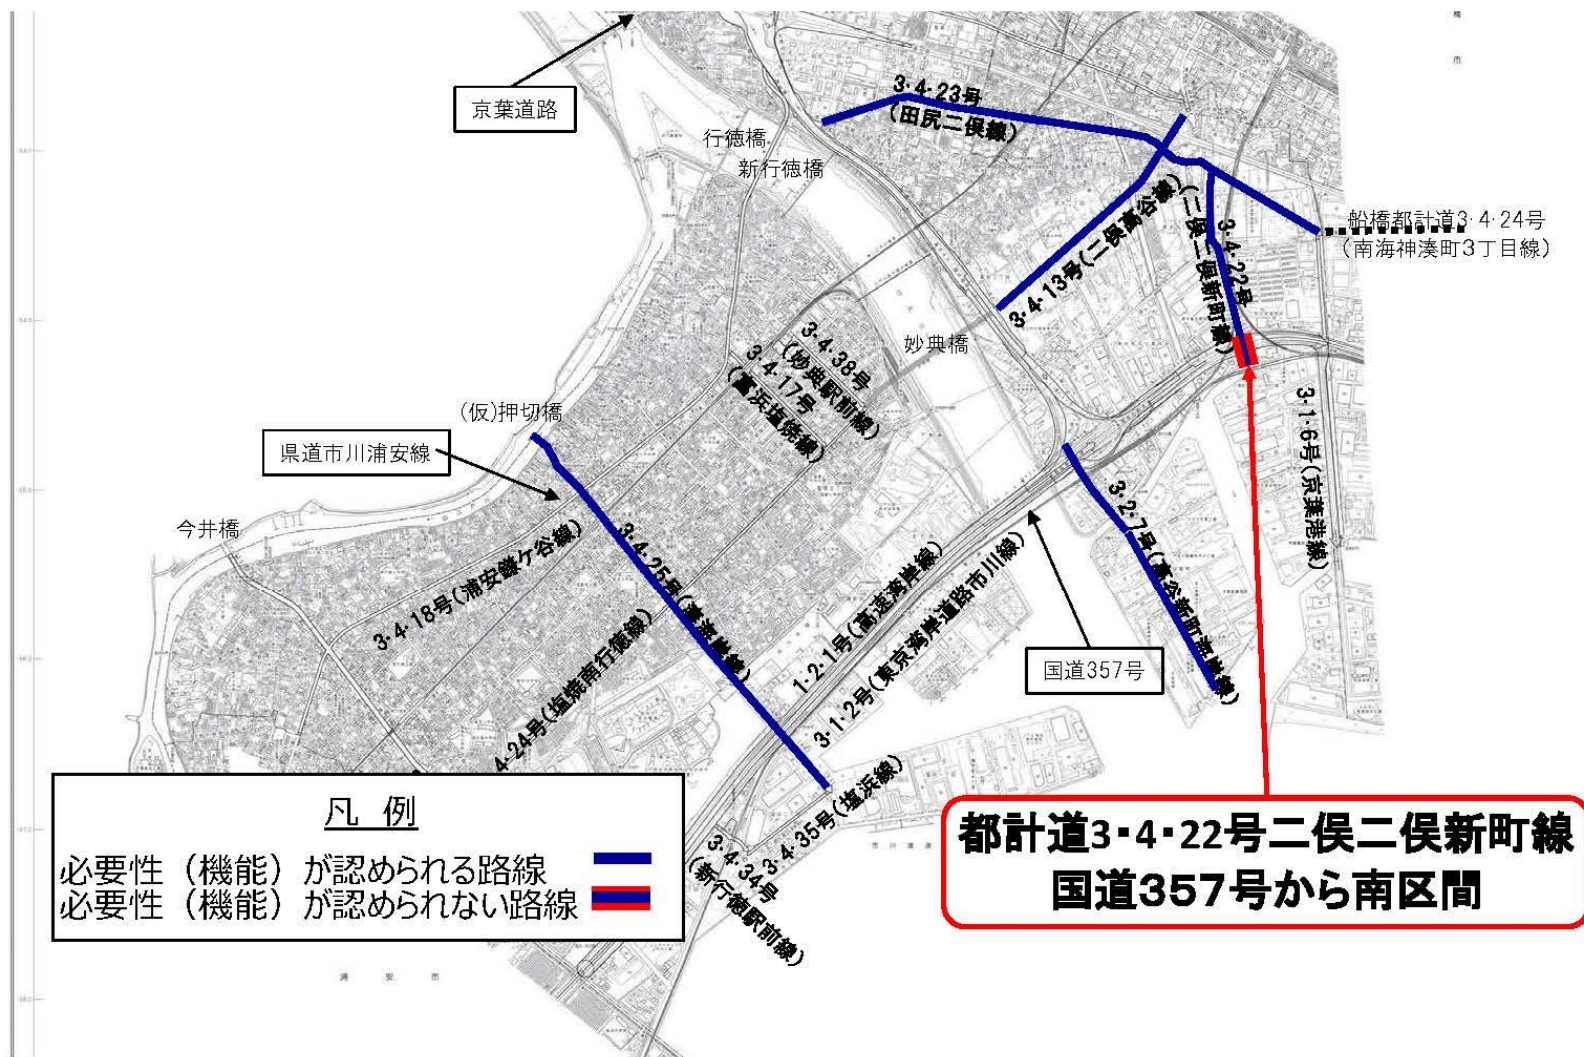 橋
市
京葉道路
3・4・23号
(田尻二俣線)
行徳橋
新行徳橋
船橋都計道3・4・24号
(南海神湊町3丁目線)
3・4・22号
(二俣二俣新町線)
3・4・13号(二俣高谷線)
妙典橋
3・4・38号
(妙典駅前線)
3・4・17号
(富浜塩焼線)
(仮)押切橋
県道市川浦安線
今井橋
3・1・6号(京葉港線)
3・2・7号(高谷新町海岸線)
3・4・25号(湊海岸線)
3・4・18号(浦安鎌ケ谷線)
4・24号(塩焼南行徳線)
1・2・1号(高速湾岸線)
3・1・2号(東京湾岸道路市川線)
国道357号
3・4・35号(塩浜線)
3・4・34号
(新行徳駅前線)
凡 例
必要性(機能)が認められる路線
必要性(機能)が認められない路線
都計道3・4・22号二俣二俣新町線
国道357号から南区間
浦 安 市